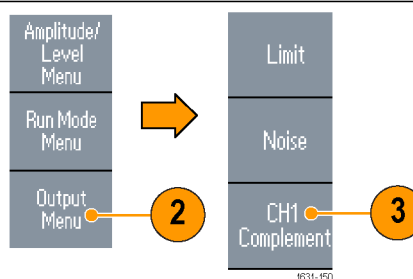 Amplitude/
Level
Menu
Run Mode
Menu
Output
Menu
2
Limit
Noise
CH1
Complement
3
1631-150